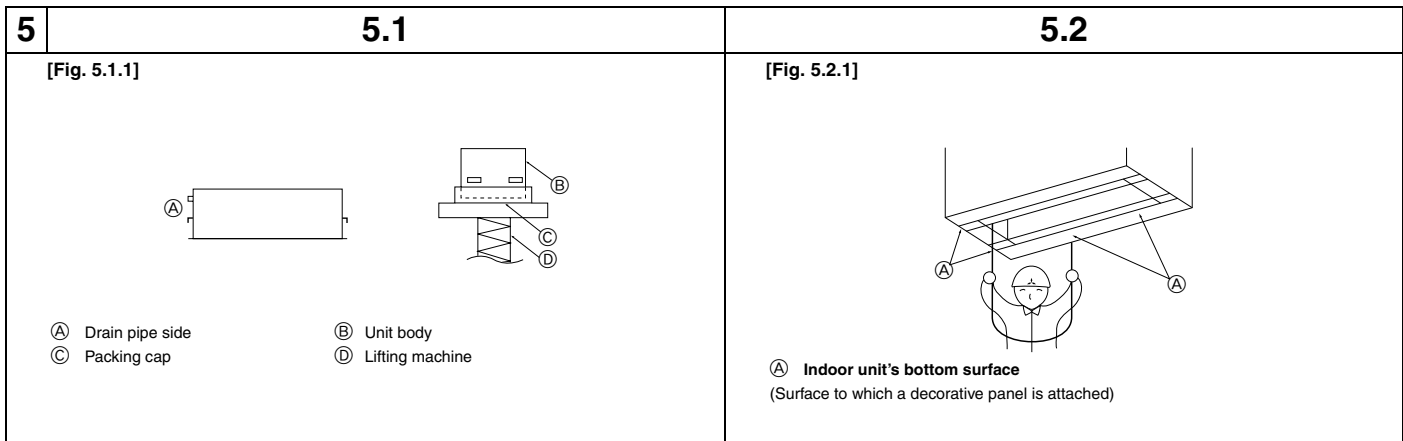 5
5.1
5.2
[Fig. 5.1.1]
Ⓐ
Ⓑ
Ⓒ
Ⓓ
Ⓐ Drain pipe side
Ⓑ Unit body
Ⓒ Packing cap
Ⓓ Lifting machine
[Fig. 5.2.1]
Ⓐ
Ⓐ
Ⓐ Indoor unit's bottom surface
(Surface to which a decorative panel is attached)